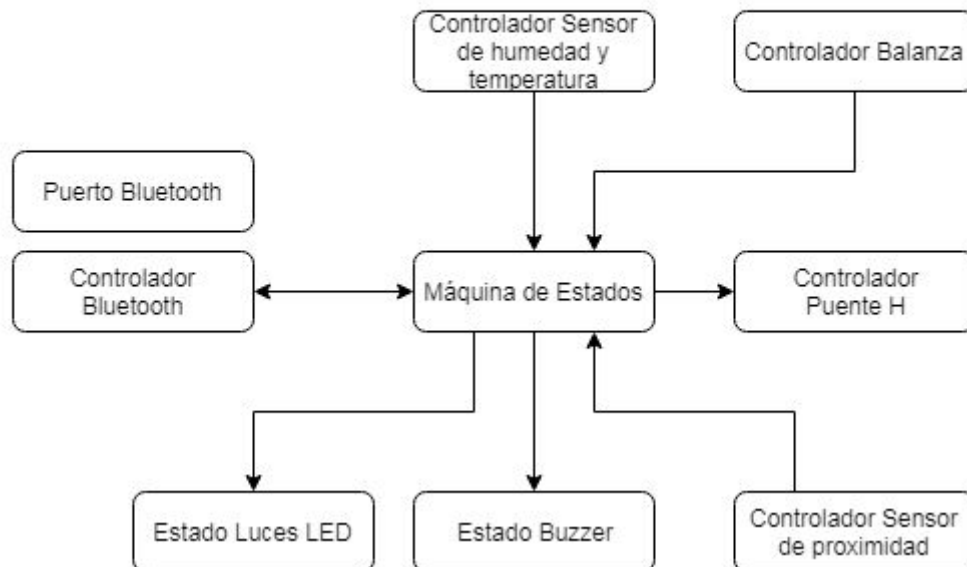 Controlador Sensor
de humedad y
temperatura
Controlador Balanza
Puerto Bluetooth
Controlador
Bluetooth
Máquina de Estados
Controlador
Puente H
Estado Luces LED
Estado Buzzer
Controlador Sensor
de proximidad